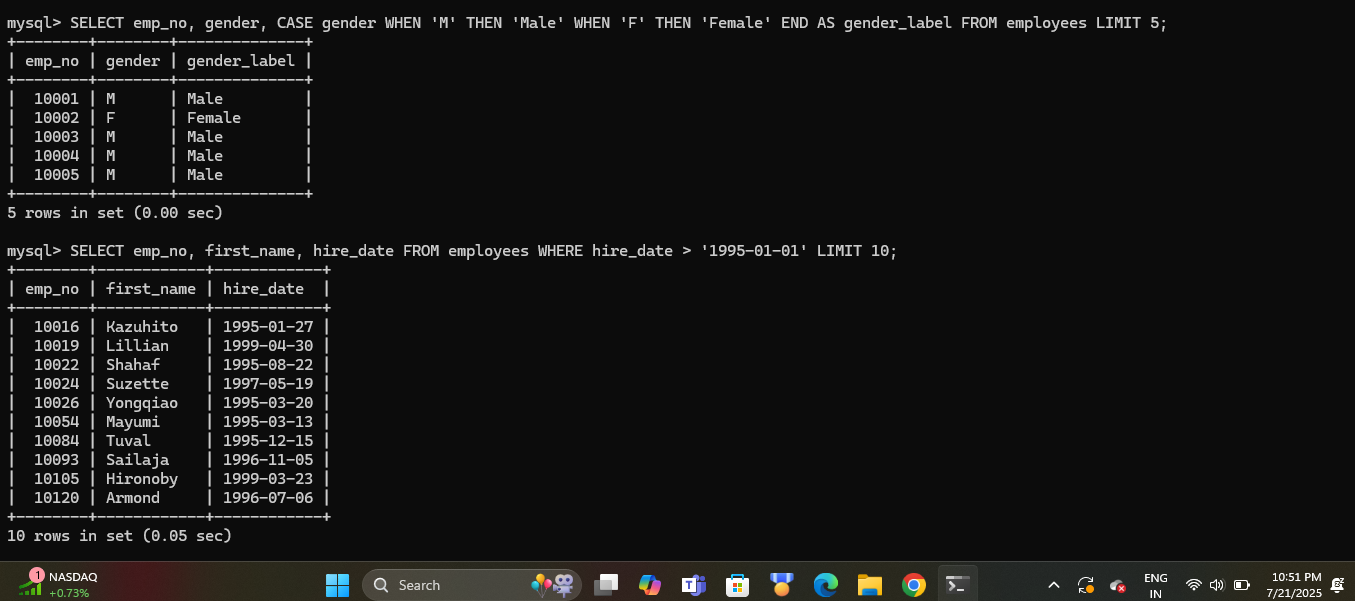 mysql> SELECT emp_no, gender, CASE gender WHEN 'M' THEN 'Male' WHEN 'F' THEN 'Female' END AS gender_label FROM employees LIMIT 5;
+--------+--------+--------------+
| emp_no | gender | gender_label |
+--------+--------+--------------+
|  10001 | M      | Male         |
|  10002 | F      | Female       |
|  10003 | M      | Male         |
|  10004 | M      | Male         |
|  10005 | M      | Male         |
+--------+--------+--------------+
5 rows in set (0.00 sec)
mysql> SELECT emp_no, first_name, hire_date FROM employees WHERE hire_date > '1995-01-01' LIMIT 10;
+--------+------------+------------+
| emp_no | first_name | hire_date  |
+--------+------------+------------+
|  10016 | Kazuhito   | 1995-01-27 |
|  10019 | Lillian    | 1999-04-30 |
|  10022 | Shahaf     | 1995-08-22 |
|  10024 | Suzette    | 1997-05-19 |
|  10026 | Yongqiao   | 1995-03-20 |
|  10054 | Mayumi     | 1995-03-13 |
|  10084 | Tuval      | 1995-12-15 |
|  10093 | Sailaja    | 1996-11-05 |
|  10105 | Hironoby   | 1999-03-23 |
|  10120 | Armond     | 1996-07-06 |
+--------+------------+------------+
10 rows in set (0.05 sec)
1 NASDAQ
+0.73%
Search
ENG
IN
10:51 PM
7/21/2025